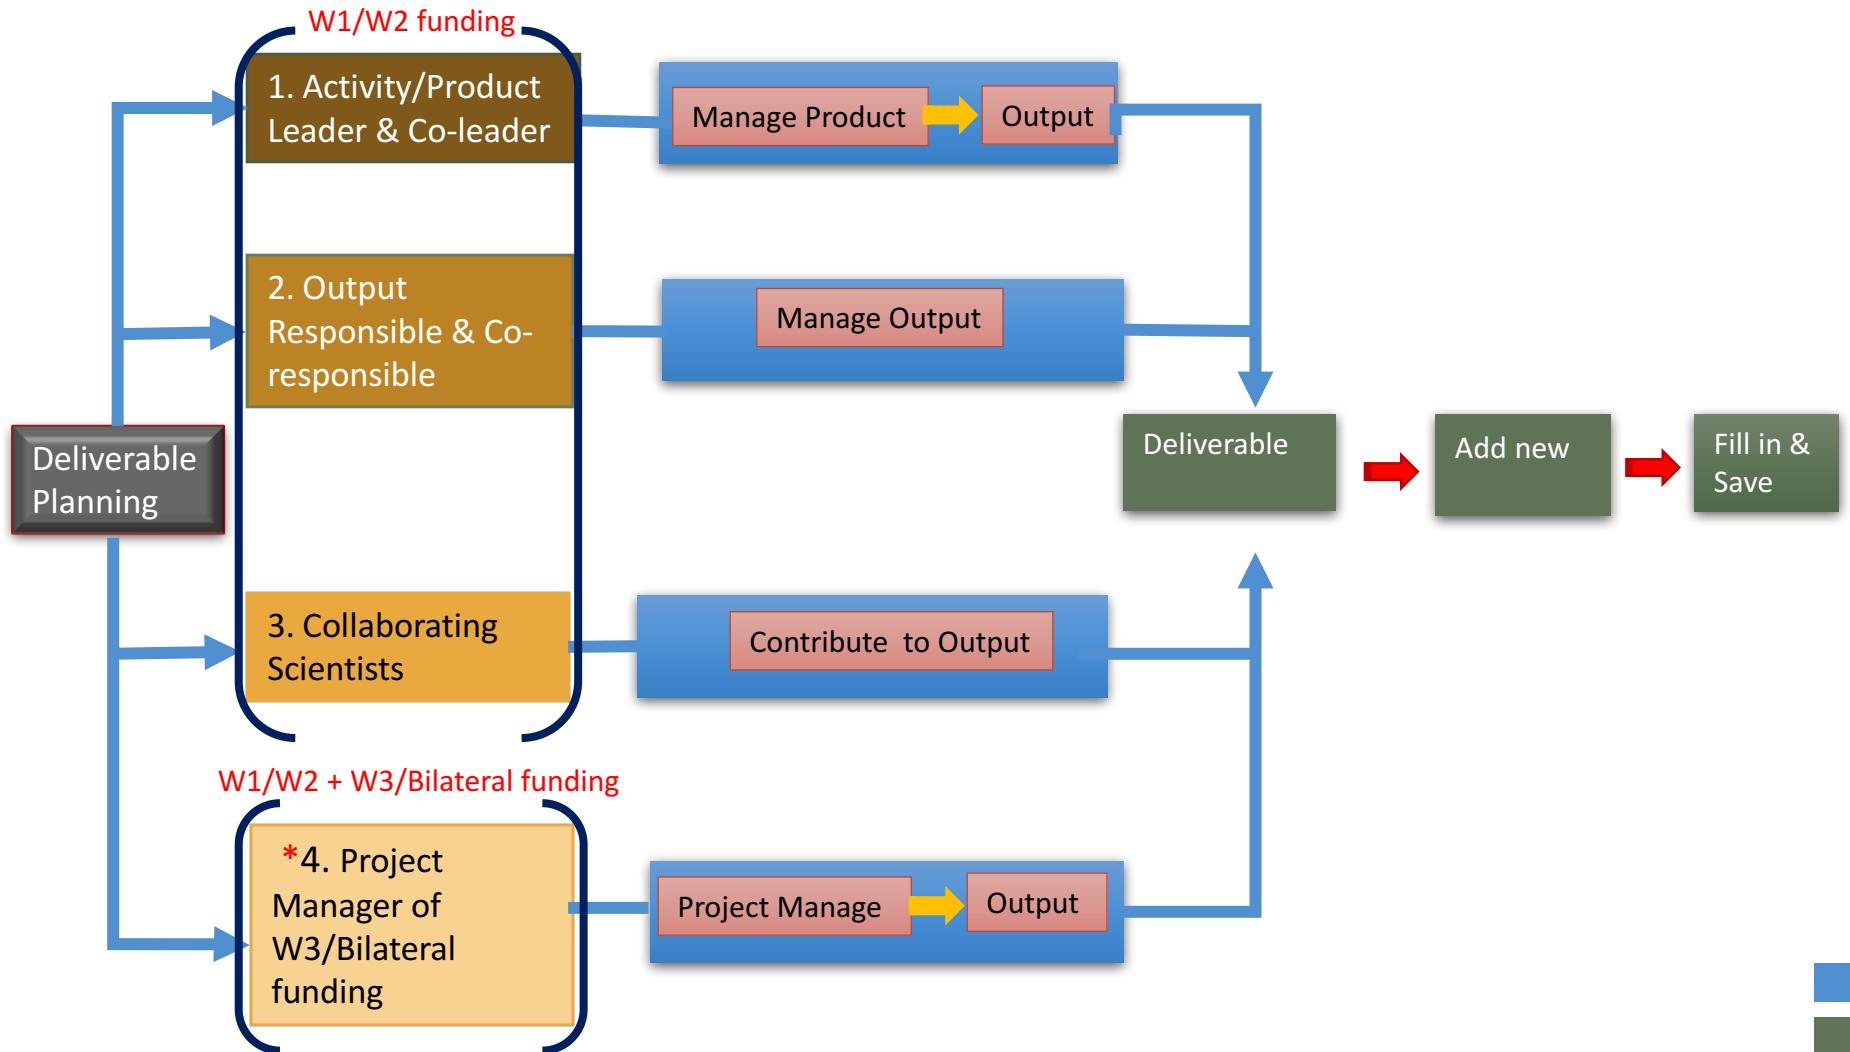 W1/W2 funding
1. Activity/Product
Leader & Co-leader
Manage Product
Output
2. Output
Responsible & Co-
responsible
Manage Output
Deliverable
Planning
Deliverable
Add new
Fill in &
Save
3. Collaborating
Scientists
Contribute to Output
W1/W2 + W3/Bilateral funding
*4. Project
Manager of
W3/Bilateral
funding
Project Manage
Output